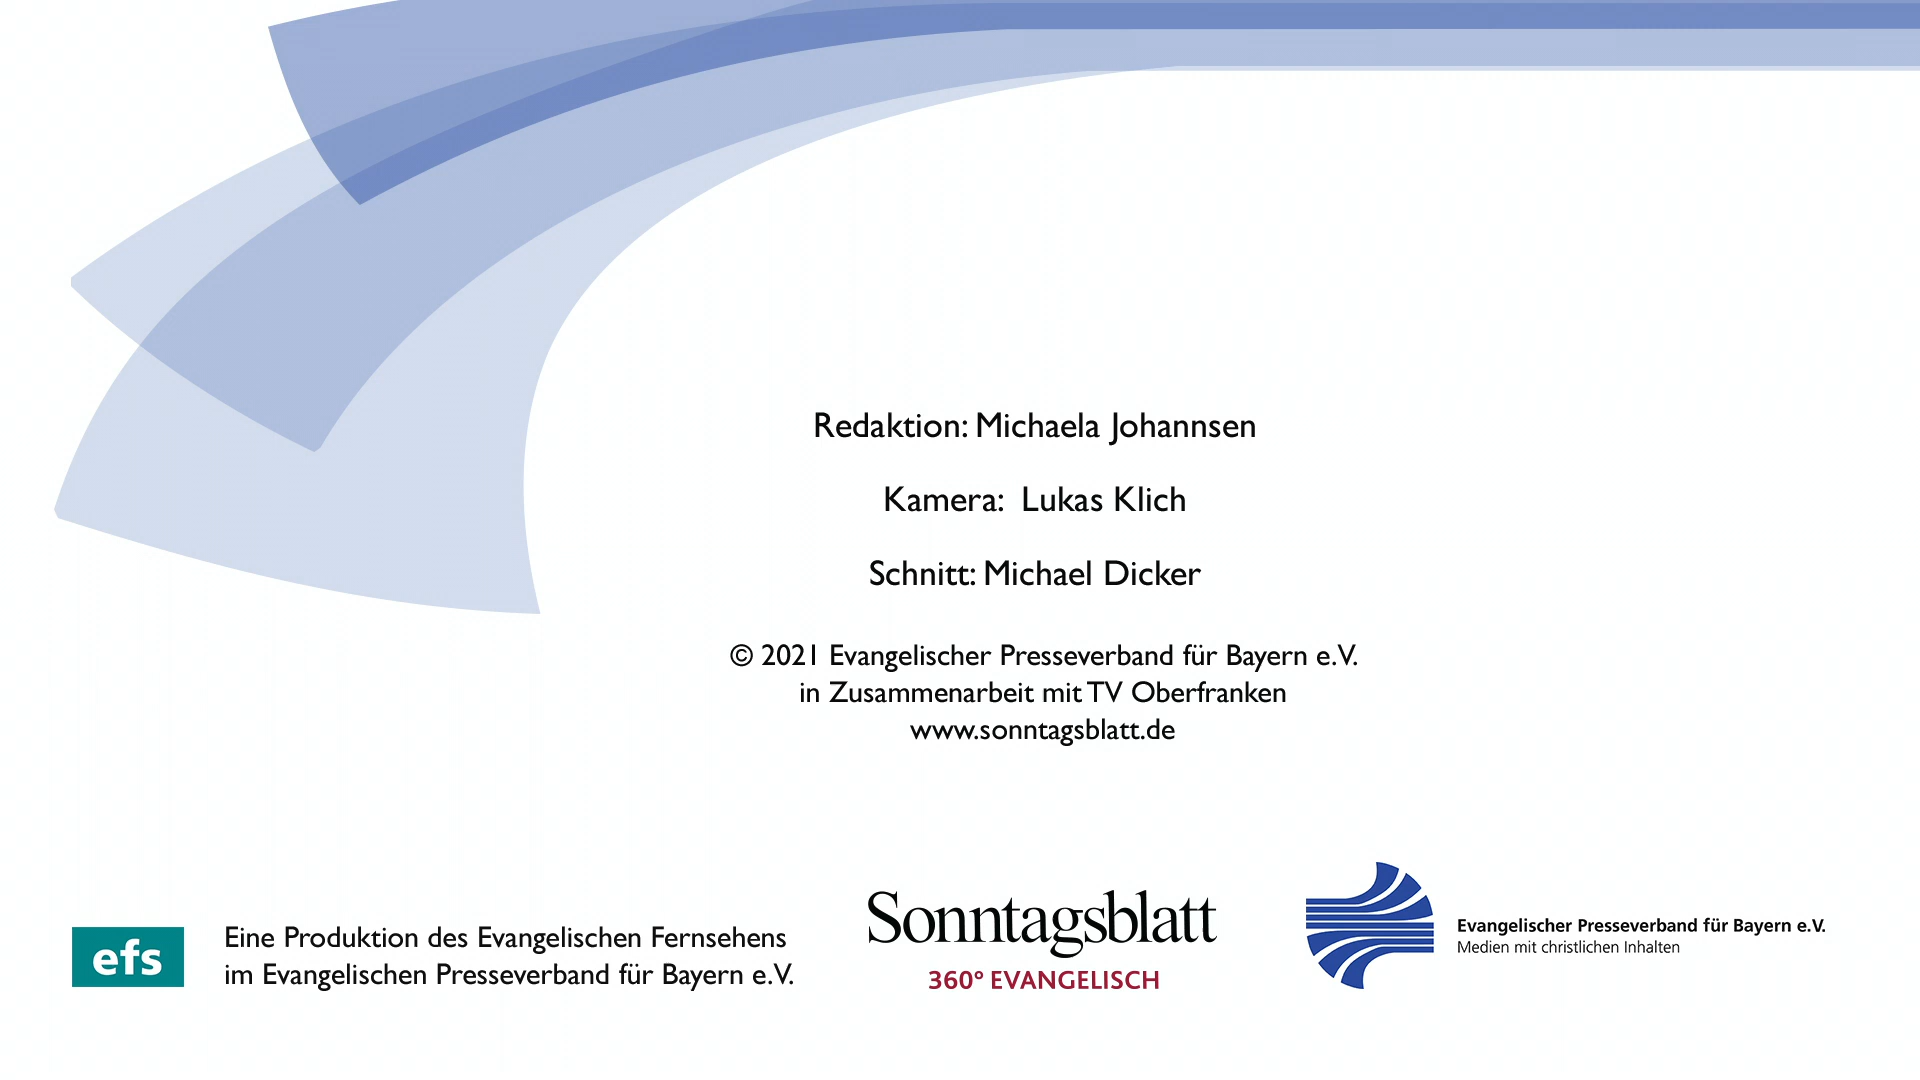 Redaktion: Michaela Johannsen
Kamera:  Lukas Klich
Schnitt: Michael Dicker
© 2021 Evangelischer Presseverband für Bayern e.V.
in Zusammenarbeit mit TV Oberfranken
www.sonntagsblatt.de
efs
Eine Produktion des Evangelischen Fernsehens
im Evangelischen Presseverband für Bayern e.V.
Sonntagsblatt
360° EVANGELISCH
Evangelischer Presseverband für Bayern e.V.
Medien mit christlichen Inhalten